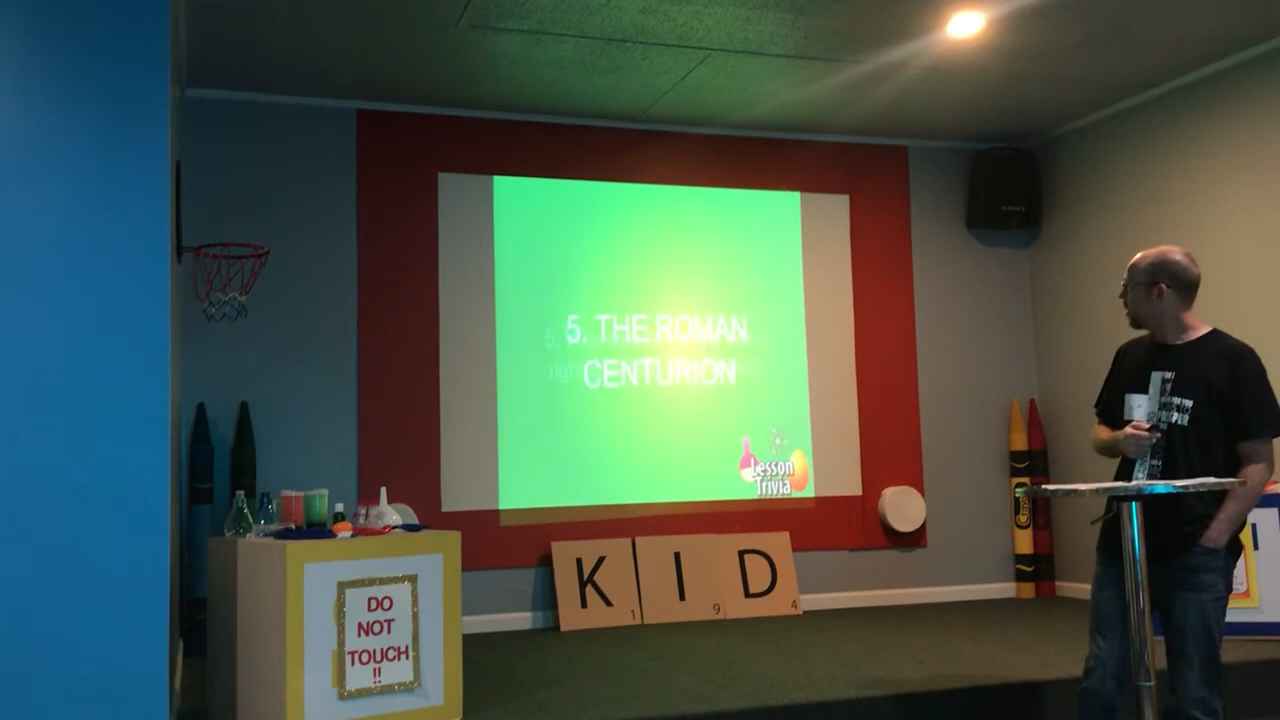 5. THE ROMAN
CENTURION
Lesson
Trivia
K I D
1 9 4
DO
NOT
TOUCH
!!